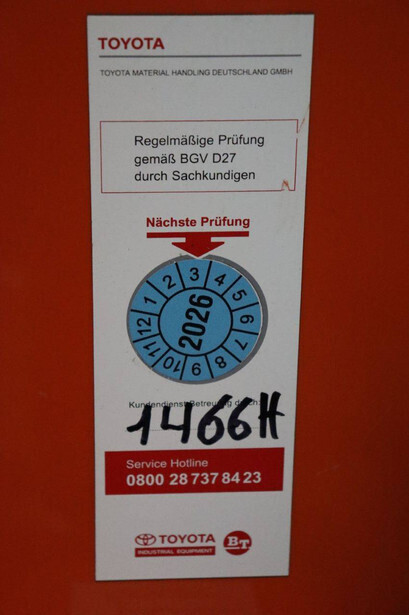 TOYOTA
TOYOTA MATERIAL HANDLING DEUTSCHLAND GMBH
Regelmäßige Prüfung
gemäß BGV D27
durch Sachkundigen
Nächste Prüfung
1 2 3 4 5 6 7 8 9 10 11 12
2026
Kundendienst-Betreuung durch:
1466H
Service Hotline
0800 28 737 84 23
TOYOTA BT
INDUSTRIAL EQUIPMENT